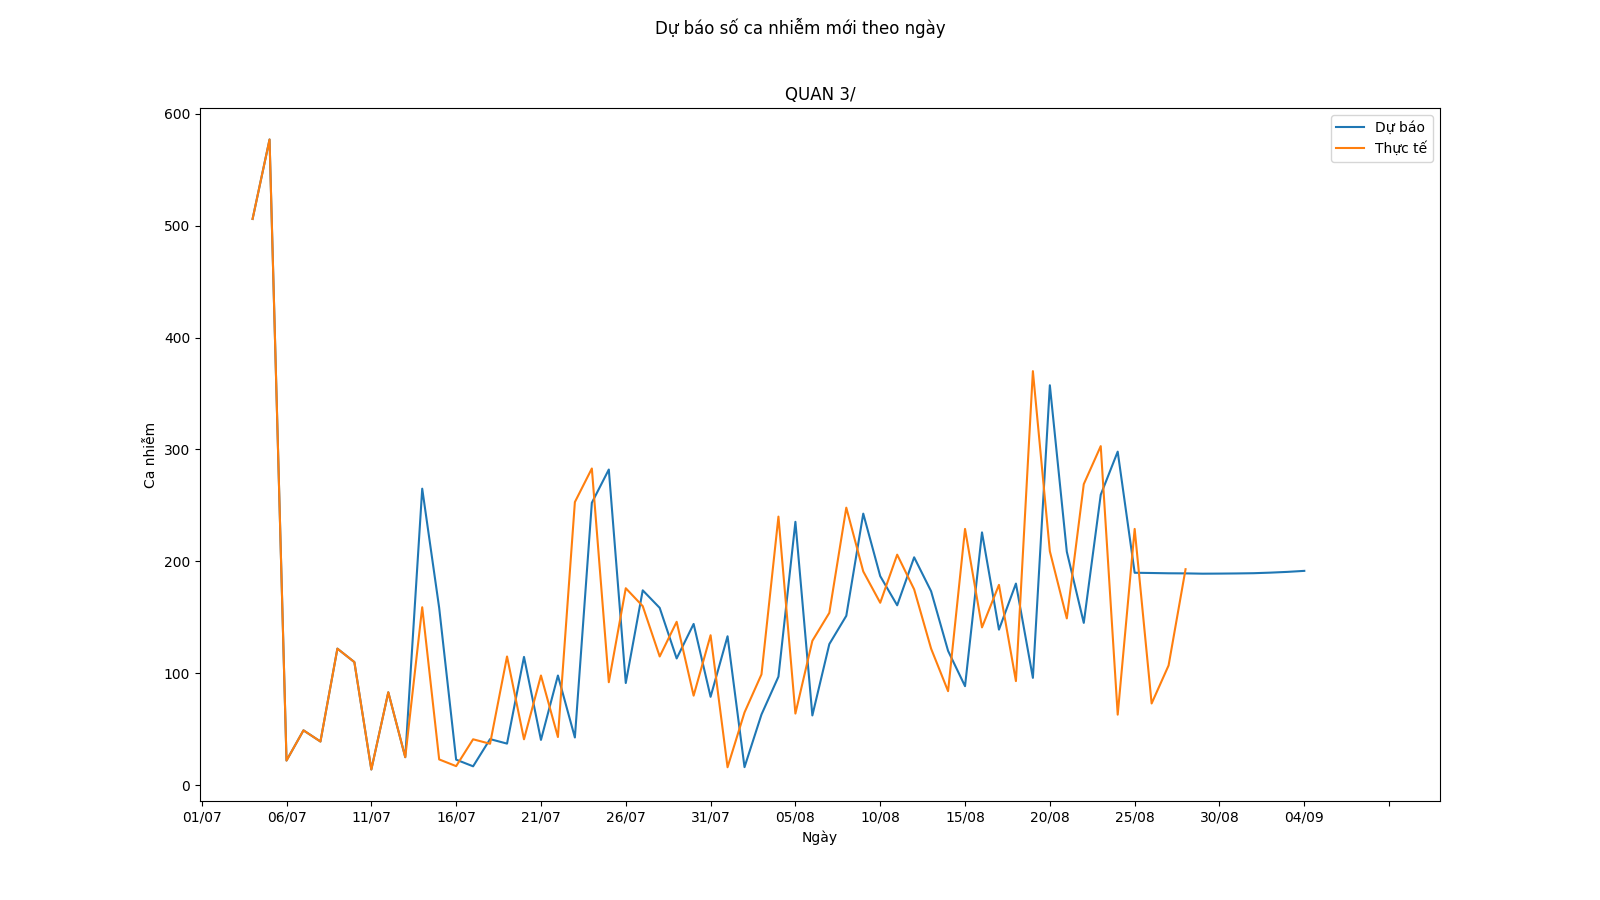 Dự báo số ca nhiễm mới theo ngày
QUAN 3/
Dự báo
Thực tế
600
500
400
300
200
100
0
Ca nhiễm
01/07 06/07 11/07 16/07 21/07 26/07 31/07 05/08 10/08 15/08 20/08 25/08 30/08 04/09
Ngày